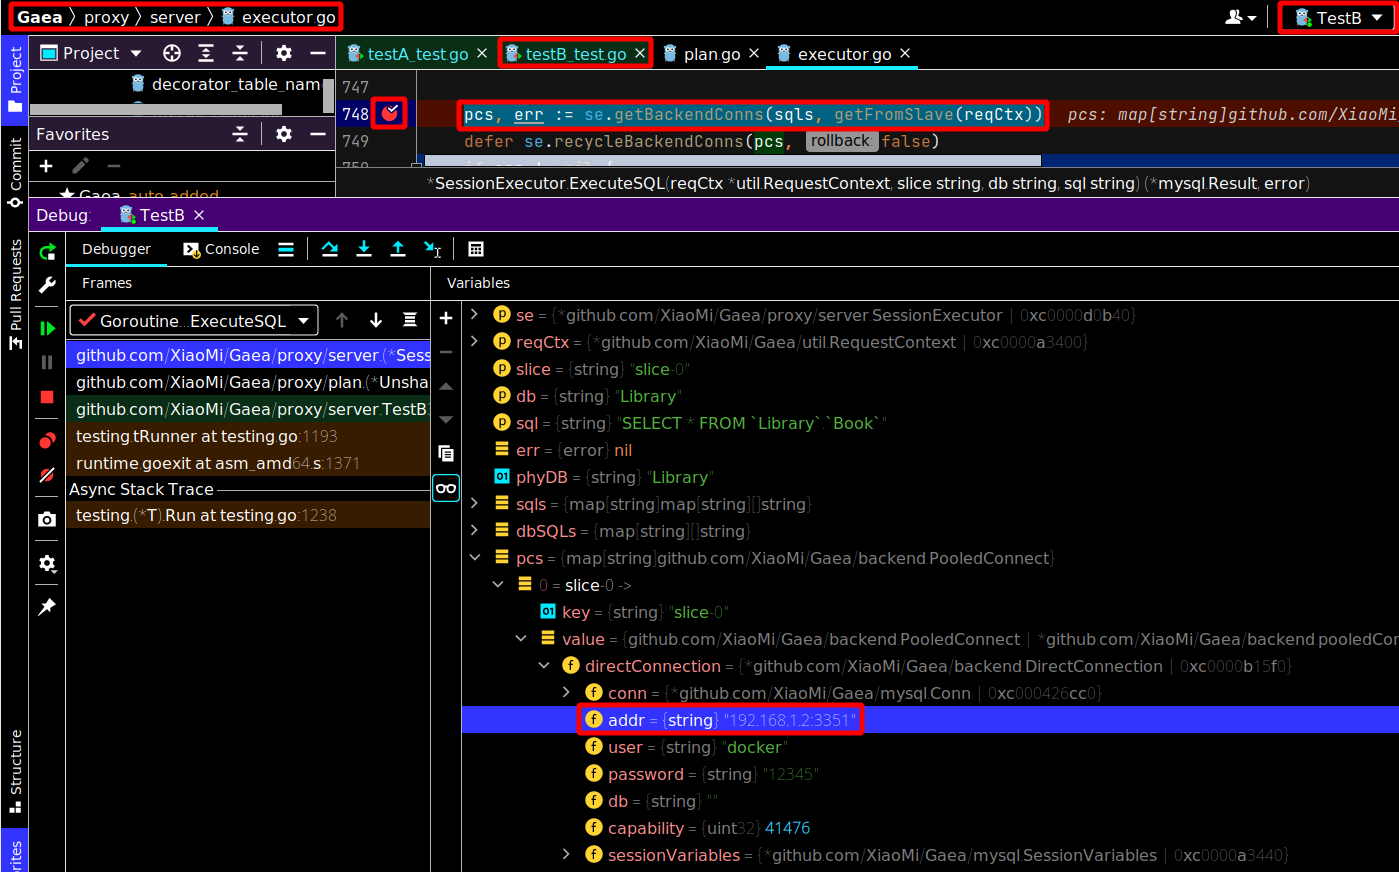 Gaea 〉 proxy 〉 server 〉 executor.go
TestB
Project
testA_test.go
testB_test.go
plan.go
executor.go
decorator_table_nam
Favorites
Gaea auto-added
747
748 pcs, err := se.getBackendConns(sqls, getFromSlave(reqCtx)) pcs: map[string]github.com/XiaoMi
749 defer se.recycleBackendConns(pcs, rollback: false)
750
*SessionExecutor.ExecuteSQL(reqCtx *util.RequestContext, slice string, db string, sql string) (*mysql.Result, error)
Project
Commit
Pull Requests
Structure
rites
Debug: TestB
Debugger
Console
Frames
Variables
Goroutine...ExecuteSQL
github.com/XiaoMi/Gaea/proxy/server.(*Sess
github.com/XiaoMi/Gaea/proxy/plan.(*Unsha
github.com/XiaoMi/Gaea/proxy/server.TestB
testing.tRunner at testing.go:1193
runtime.goexit at asm_amd64.s:1371
Async Stack Trace
testing.(*T).Run at testing.go:1238
se = {*github.com/XiaoMi/Gaea/proxy/server.SessionExecutor | 0xc0000d0b40}
reqCtx = {*github.com/XiaoMi/Gaea/util.RequestContext | 0xc0000a3400}
slice = {string} "slice-0"
db = {string} "Library"
sql = {string} "SELECT * FROM `Library`.`Book`"
err = {error} nil
phyDB = {string} "Library"
sqls = {map[string]map[string][]string}
dbSQLs = {map[string][]string}
pcs = {map[string]github.com/XiaoMi/Gaea/backend.PooledConnect}
0 = slice-0 ->
key = {string} "slice-0"
value = {github.com/XiaoMi/Gaea/backend.PooledConnect | *github.com/XiaoMi/Gaea/backend.pooledCor
directConnection = {*github.com/XiaoMi/Gaea/backend.DirectConnection | 0xc0000b15f0}
conn = {*github.com/XiaoMi/Gaea/mysql.Conn | 0xc000426cc0}
addr = {string} "192.168.1.2:3351"
user = {string} "docker"
password = {string} "12345"
db = {string} ""
capability = {uint32} 41476
sessionVariables = {*github.com/XiaoMi/Gaea/mysql.SessionVariables | 0xc0000a3440}